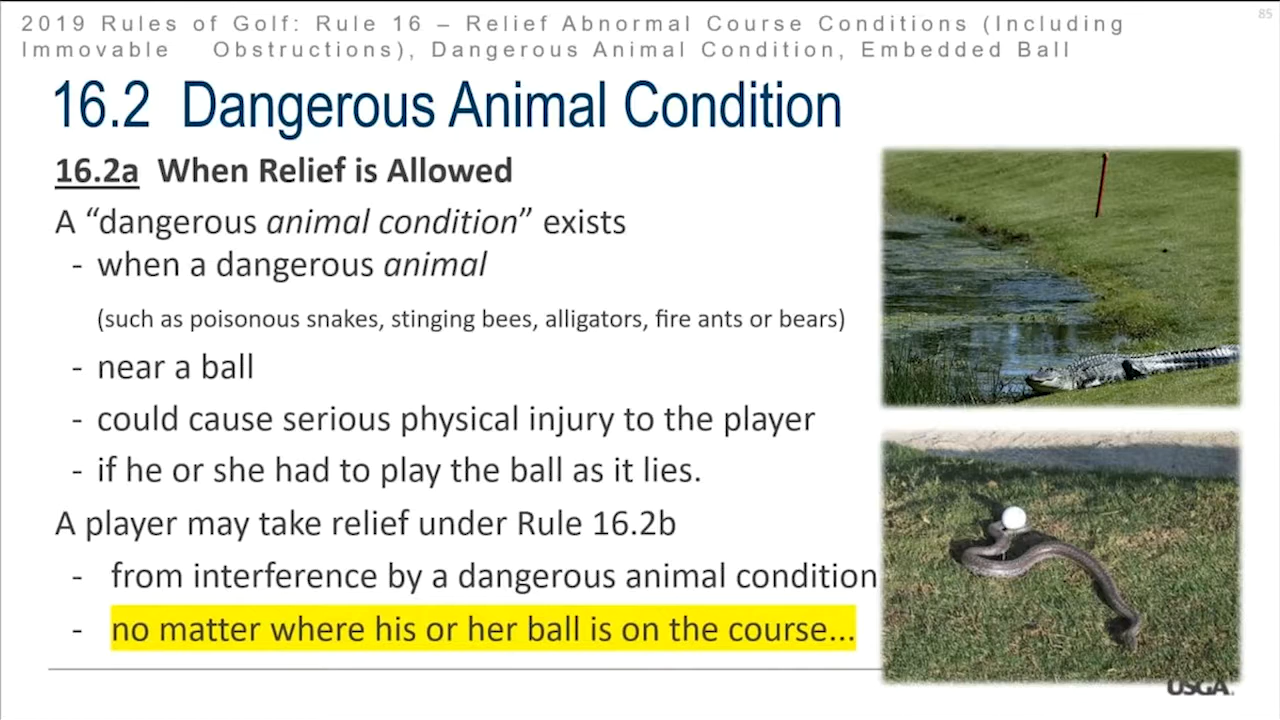 2019 Rules of Golf: Rule 16 – Relief Abnormal Course Conditions (Including
Immovable Obstructions), Dangerous Animal Condition, Embedded Ball
85
16.2 Dangerous Animal Condition
16.2a When Relief is Allowed
A “dangerous animal condition” exists
- when a dangerous animal
(such as poisonous snakes, stinging bees, alligators, fire ants or bears)
- near a ball
- could cause serious physical injury to the player
- if he or she had to play the ball as it lies.
A player may take relief under Rule 16.2b
- from interference by a dangerous animal condition
- no matter where his or her ball is on the course...
USGA